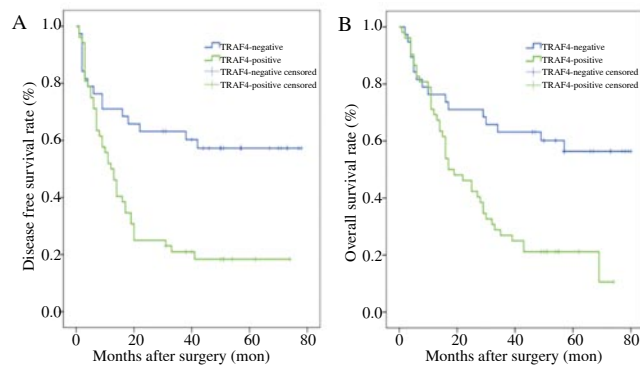 A
Disease free survival rate (%)
1.0
0.8
0.6
0.4
0.2
0.0
TRAF4-negative
TRAF4-positive
TRAF4-negative censored
TRAF4-positive censored
0
20
40
60
80
Months after surgery (mon)
B
Overall survival rate (%)
1.0
0.8
0.6
0.4
0.2
0.0
TRAF4-negative
TRAF4-positive
TRAF4-negative censored
TRAF4-positive censored
0
20
40
60
80
Months after surgery (mon)